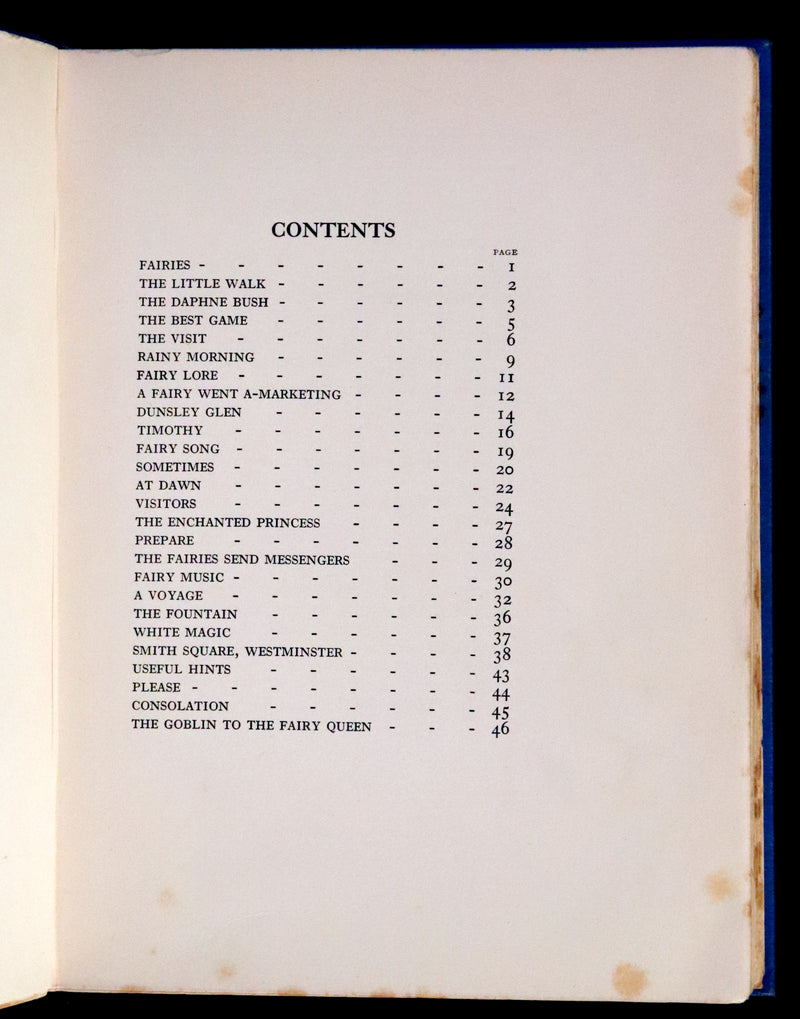 CONTENTS
PAGE
FAIRIES - - - - - - - - 1
THE LITTLE WALK - - - - - - 2
THE DAPHNE BUSH - - - - - - 3
THE BEST GAME - - - - - - 5
THE VISIT - - - - - - - 6
RAINY MORNING - - - - - - 9
FAIRY LORE - - - - - - - 11
A FAIRY WENT A-MARKETING - - - - 12
DUNSLEY GLEN - - - - - - 14
TIMOTHY - - - - - - - 16
FAIRY SONG - - - - - - - 19
SOMETIMES - - - - - - - 20
AT DAWN - - - - - - - 22
VISITORS - - - - - - - 24
THE ENCHANTED PRINCESS - - - - 27
PREPARE - - - - - - - 28
THE FAIRIES SEND MESSENGERS - - - 29
FAIRY MUSIC - - - - - - - 30
A VOYAGE - - - - - - - 32
THE FOUNTAIN - - - - - - 36
WHITE MAGIC - - - - - - 37
SMITH SQUARE, WESTMINSTER - - - - 38
USEFUL HINTS - - - - - - 43
PLEASE - - - - - - - - 44
CONSOLATION - - - - - - 45
THE GOBLIN TO THE FAIRY QUEEN - - - 46